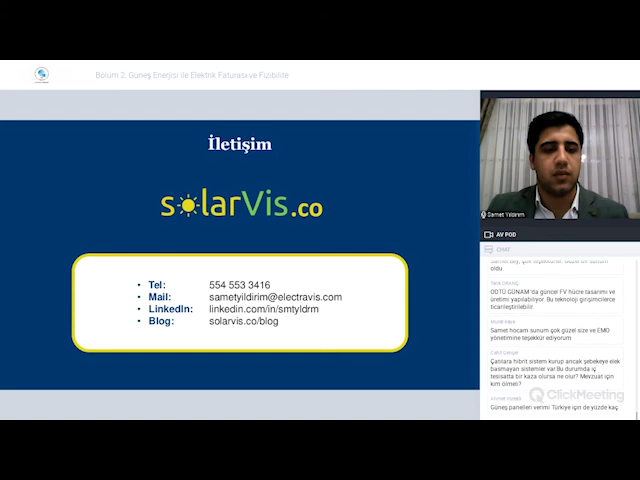 Bölüm 2. Güneş Enerjisi ile Elektrik Faturası ve Fizibilite
İletişim
solarVis.co
• Tel: 554 553 3416
• Mail: sametyildirim@electravis.com
• LinkedIn: linkedin.com/in/smtyldrm
• Blog: solarvis.co/blog
Samet Yıldırım
AV POD
CHAT
oldu.
ODTÜ GÜNAM 'da güncel FV hücre tasarımı ve
üretimi yapılabiliyor. Bu teknoloji girişimcilerce
ticarileştirilebilir.
Samet hocam sunum çok güzel size ve EMO
yönetimine teşekkür ediyorum
Çatılara hibrit sistem kurup ancak şebekeye elek
basmayan sistemler var.Bu durumda iç
tesisatta bir kaza olursa ne olur? Mevzuat için
kim ölmeli?
ClickMeeting
Güneş panelleri verimi Türkiye için de yüzde kaç